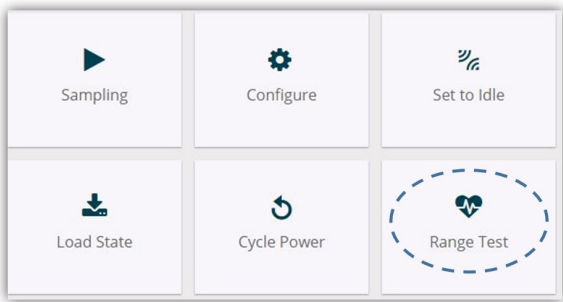 Sampling
Configure
Set to Idle
Load State
Cycle Power
Range Test